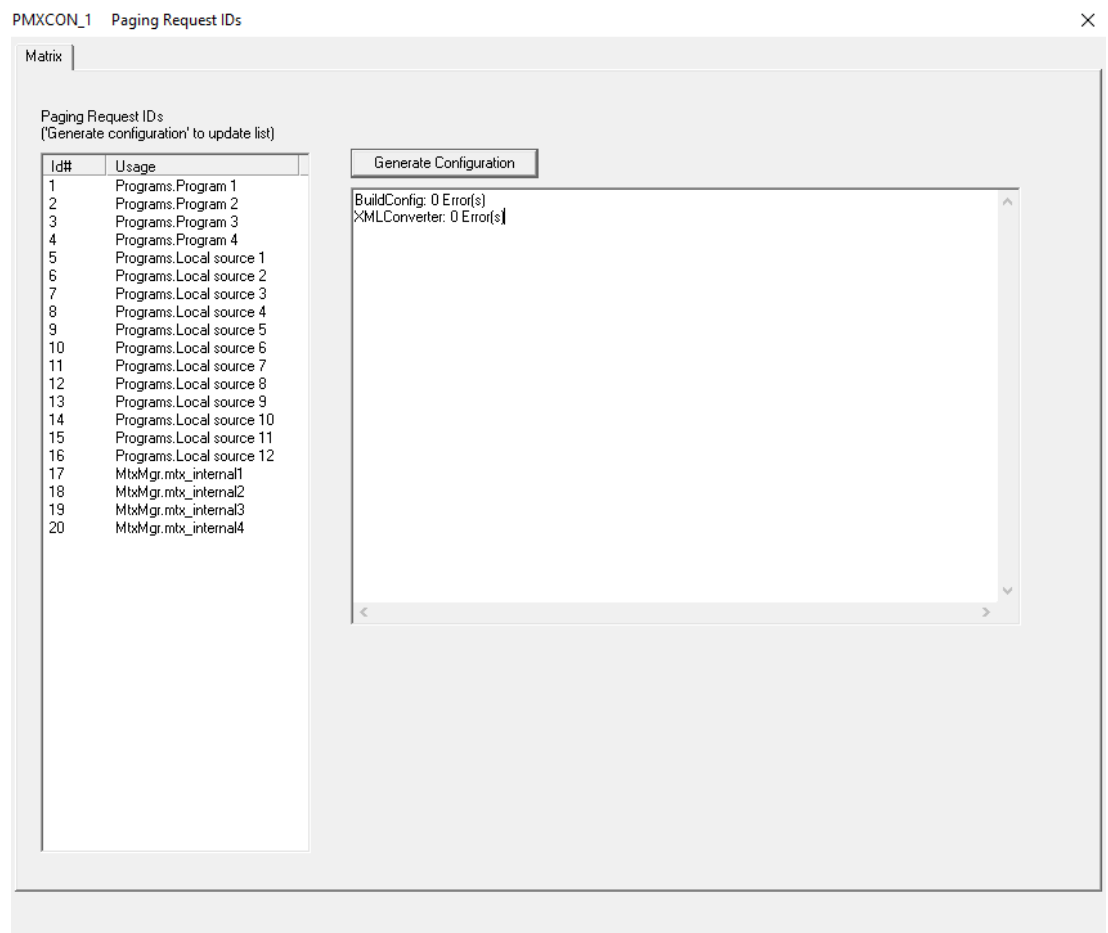 PMXCON_1 Paging Request IDs
Matrix
Paging Request IDs
('Generate configuration' to update list)
Id# Usage
1 Programs.Program 1
2 Programs.Program 2
3 Programs.Program 3
4 Programs.Program 4
5 Programs.Local source 1
6 Programs.Local source 2
7 Programs.Local source 3
8 Programs.Local source 4
9 Programs.Local source 5
10 Programs.Local source 6
11 Programs.Local source 7
12 Programs.Local source 8
13 Programs.Local source 9
14 Programs.Local source 10
15 Programs.Local source 11
16 Programs.Local source 12
17 MtxMgr.mtx_internal1
18 MtxMgr.mtx_internal2
19 MtxMgr.mtx_internal3
20 MtxMgr.mtx_internal4
Generate Configuration
BuildConfig: 0 Error(s)
XMLConverter: 0 Error(s)